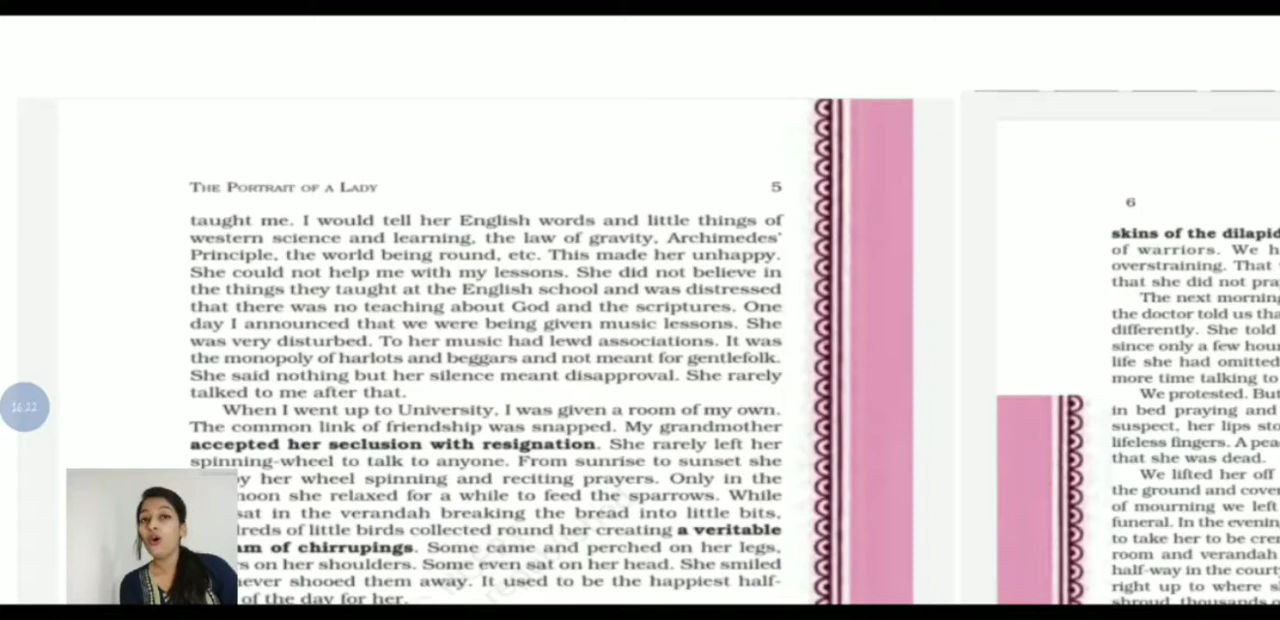 THE PORTRAIT OF A LADY 5
taught me. I would tell her English words and little things of
western science and learning, the law of gravity, Archimedes'
Principle, the world being round, etc. This made her unhappy.
She could not help me with my lessons. She did not believe in
the things they taught at the English school and was distressed
that there was no teaching about God and the scriptures. One
day I announced that we were being given music lessons. She
was very disturbed. To her music had lewd associations. It was
the monopoly of harlots and beggars and not meant for gentlefolk.
She said nothing but her silence meant disapproval. She rarely
talked to me after that.
When I went up to University, I was given a room of my own.
The common link of friendship was snapped. My grandmother
accepted her seclusion with resignation. She rarely left her
spinning-wheel to talk to anyone. From sunrise to sunset she
by her wheel spinning and reciting prayers. Only in the
noon she relaxed for a while to feed the sparrows. While
sat in the verandah breaking the bread into little bits,
dreds of little birds collected round her creating a veritable
am of chirrupings. Some came and perched on her legs,
rs on her shoulders. Some even sat on her head. She smiled
never shooed them away. It used to be the happiest half-
of the day for her.
6
skins of the dilapid
of warriors. We h
overstraining. That
that she did not pra
The next morning
the doctor told us tha
differently. She told
since only a few hour
life she had omitted
more time talking to
We protested. But
in bed praying and
suspect, her lips sto
lifeless fingers. A pea
that she was dead.
We lifted her off
the ground and cover
of mourning we left
funeral. In the evenin
to take her to be crem
room and verandah
half-way in the courty
right up to where s
shroud, thousands o
16:22